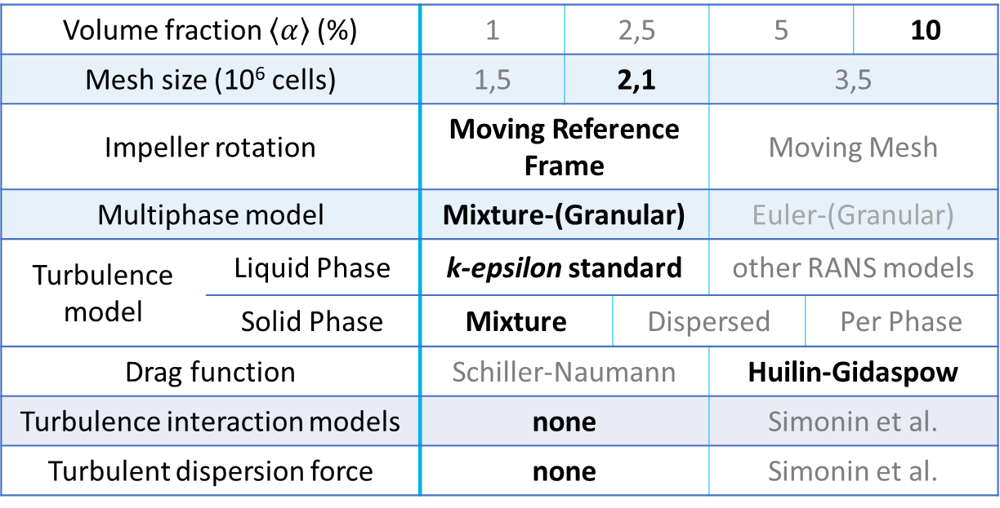 Volume fraction ⟨α⟩ (%) 1 2,5 5 10
Mesh size (10⁶ cells) 1,5 2,1 3,5
Impeller rotation Moving Reference Frame Moving Mesh
Multiphase model Mixture-(Granular) Euler-(Granular)
Turbulence model
Liquid Phase k-epsilon standard other RANS models
Solid Phase Mixture Dispersed Per Phase
Drag function Schiller-Naumann Huilin-Gidaspow
Turbulence interaction models none Simonin et al.
Turbulent dispersion force none Simonin et al.